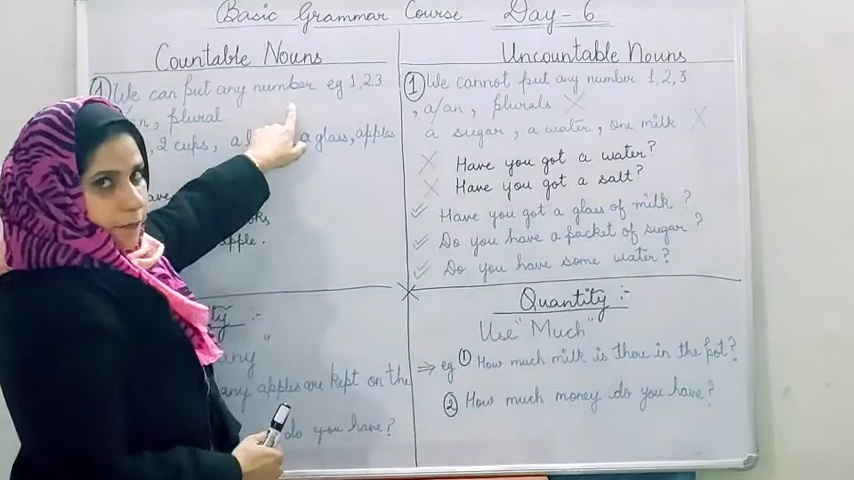 Basic Grammar Course Day-6
Countable Nouns
① We can put any number eg 1,2,3
, plural
, 2 cups, a glass, apples
apple.
any"
any apples are kept on the
do you have?
Uncountable Nouns
① We cannot put any number 1,2,3
, a/an, plurals X
a sugar, a water, one milk X
X Have you got a water?
X Have you got a salt?
✓ Have you got a glass of milk ?
✓ Do you have a packet of sugar ?
✓ Do you have some water?
Quantity :-
Use "Much"
⇒ eg ① How much milk is there in the pot?
② How much money do you have?